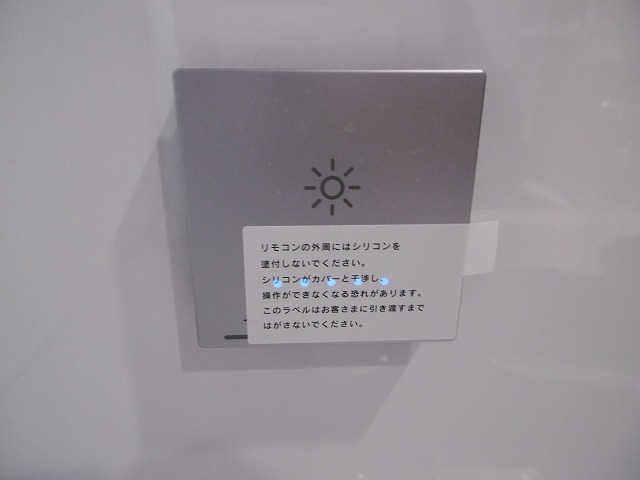 リモコンの外周にはシリコンを
塗付しないでください。
シリコンがカバーと干渉し、
操作ができなくなる恐れがあります。
このラベルはお客さまに引き渡すまで
はがさないでください。